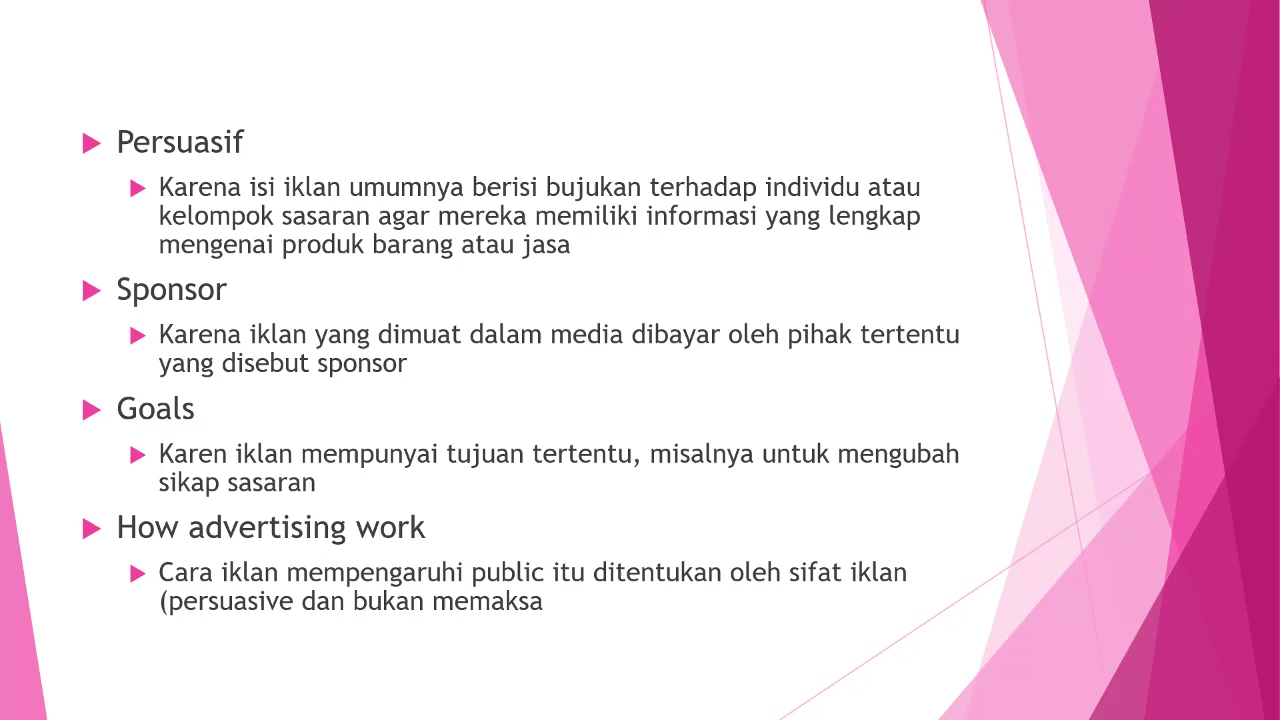 Persuasif
Karena isi iklan umumnya berisi bujukan terhadap individu atau
kelompok sasaran agar mereka memiliki informasi yang lengkap
mengenai produk barang atau jasa
Sponsor
Karena iklan yang dimuat dalam media dibayar oleh pihak tertentu
yang disebut sponsor
Goals
Karen iklan mempunyai tujuan tertentu, misalnya untuk mengubah
sikap sasaran
How advertising work
Cara iklan mempengaruhi public itu ditentukan oleh sifat iklan
(persuasive dan bukan memaksa